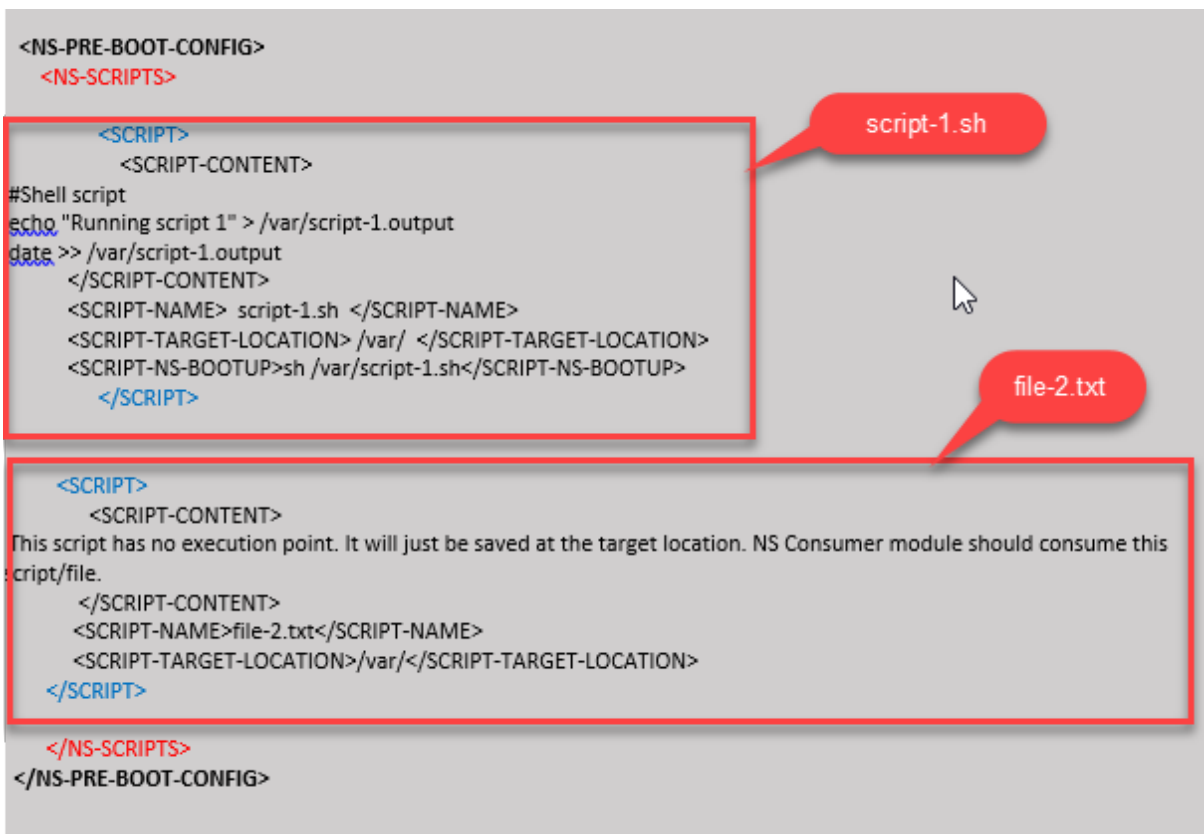 <NS-PRE-BOOT-CONFIG>
<NS-SCRIPTS>
script-1.sh
<SCRIPT>
<SCRIPT-CONTENT>
#Shell script
echo "Running script 1" > /var/script-1.output
date >> /var/script-1.output
</SCRIPT-CONTENT>
<SCRIPT-NAME> script-1.sh </SCRIPT-NAME>
<SCRIPT-TARGET-LOCATION> /var/ </SCRIPT-TARGET-LOCATION>
<SCRIPT-NS-BOOTUP>sh /var/script-1.sh</SCRIPT-NS-BOOTUP>
</SCRIPT>
file-2.txt
<SCRIPT>
<SCRIPT-CONTENT>
This script has no execution point. It will just be saved at the target location. NS Consumer module should consume this
script/file.
</SCRIPT-CONTENT>
<SCRIPT-NAME>file-2.txt</SCRIPT-NAME>
<SCRIPT-TARGET-LOCATION>/var/</SCRIPT-TARGET-LOCATION>
</SCRIPT>
</NS-SCRIPTS>
</NS-PRE-BOOT-CONFIG>